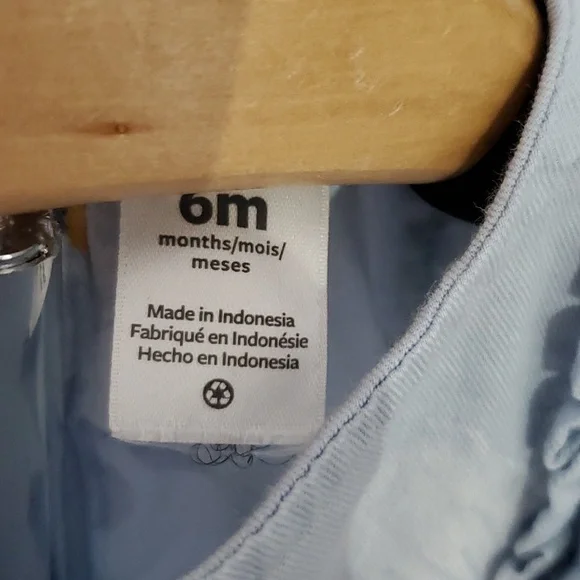 6m
months/mois/
meses
Made in Indonesia
Fabriqué en Indonésie
Hecho en Indonesia